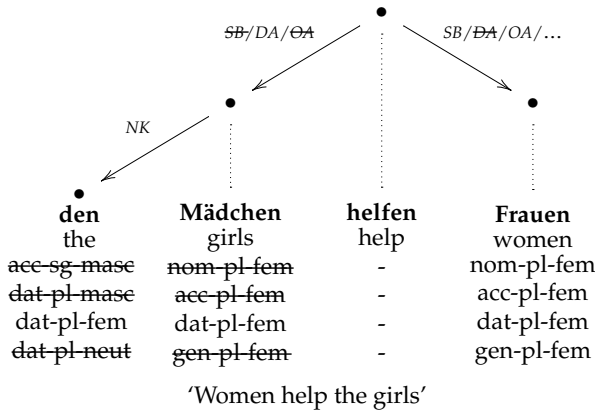 SB/DA/OA SB/DA/OA/...
NK
den Mädchen helfen Frauen
the girls help women
acc-sg-masc nom-pl-fem - nom-pl-fem
dat-pl-masc acc-pl-fem - acc-pl-fem
dat-pl-fem dat-pl-fem - dat-pl-fem
dat-pl-neut gen-pl-fem - gen-pl-fem
'Women help the girls'